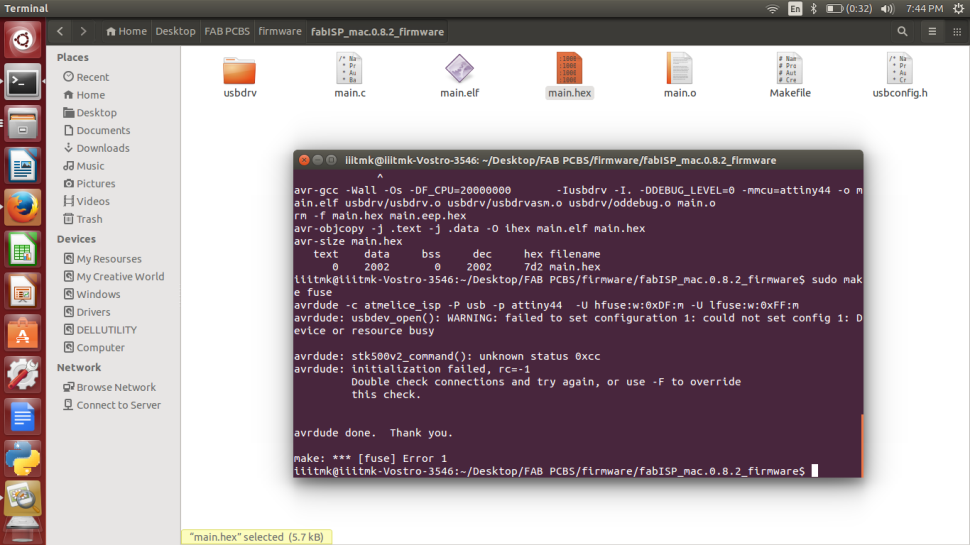 Terminal
En
(0:32)
7:44 PM
Home
Desktop
FAB PCBS
firmware
fabISP_mac.0.8.2_firmware
Places
Recent
Home
Desktop
Documents
Downloads
Music
Pictures
Videos
Trash
Devices
My Resourses
My Creative World
Windows
Drivers
DELLUTILITY
Computer
Network
Browse Network
Connect to Server
usbdrv
main.c
main.elf
main.hex
main.o
Makefile
usbconfig.h
iiitmk@iiitmk-Vostro-3546: ~/Desktop/FAB PCBS/firmware/fabISP_mac.0.8.2_firmware
^
avr-gcc -Wall -Os -DF_CPU=20000000 -Iusbdrv -I. -DDEBUG_LEVEL=0 -mmcu=attiny44 -o m
ain.elf usbdrv/usbdrv.o usbdrv/usbdrvasm.o usbdrv/oddebug.o main.o
rm -f main.hex main.eep.hex
avr-objcopy -j .text -j .data -O ihex main.elf main.hex
avr-size main.hex
text data bss dec hex filename
0 2002 0 2002 7d2 main.hex
iiitmk@iiitmk-Vostro-3546:~/Desktop/FAB PCBS/firmware/fabISP_mac.0.8.2_firmware$ sudo mak
e fuse
avrdude -c atmelice_isp -P usb -p attiny44 -U hfuse:w:0xDF:m -U lfuse:w:0xFF:m
avrdude: usbdev_open(): WARNING: failed to set configuration 1: could not set config 1: D
evice or resource busy
avrdude: stk500v2_command(): unknown status 0xcc
avrdude: initialization failed, rc=-1
Double check connections and try again, or use -F to override
this check.
avrdude done. Thank you.
make: *** [fuse] Error 1
iiitmk@iiitmk-Vostro-3546:~/Desktop/FAB PCBS/firmware/fabISP_mac.0.8.2_firmware$
"main.hex" selected (5.7 kB)